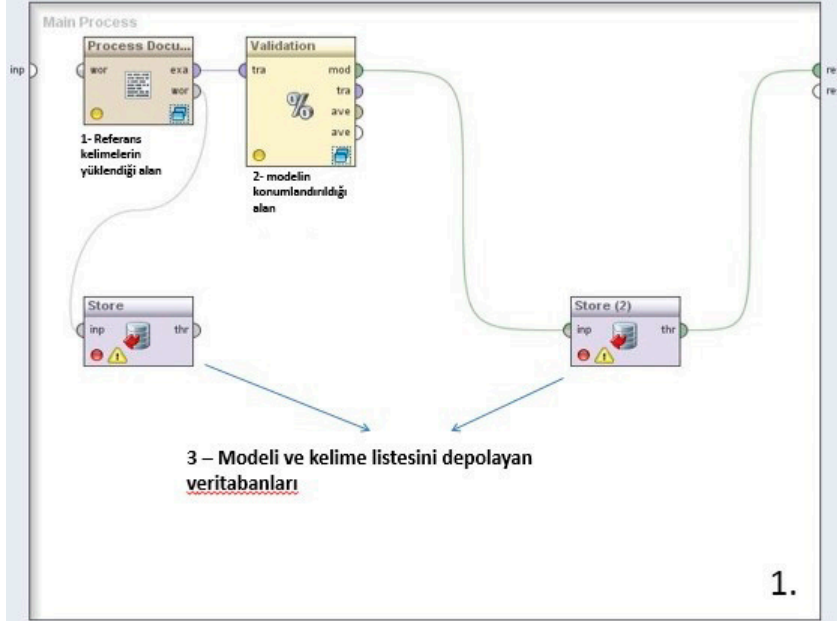 Main Process
Process Docu...
Validation
inp
wor
exa
tra
mod
re
wor
tra
re
ave
ave
1- Referans
kelimelerin
yüklendiği alan
2- modelin
konumlandırıldığı
alan
Store
Store (2)
inp
thr
inp
thr
3 – Modeli ve kelime listesini depolayan
veritabanları
1.